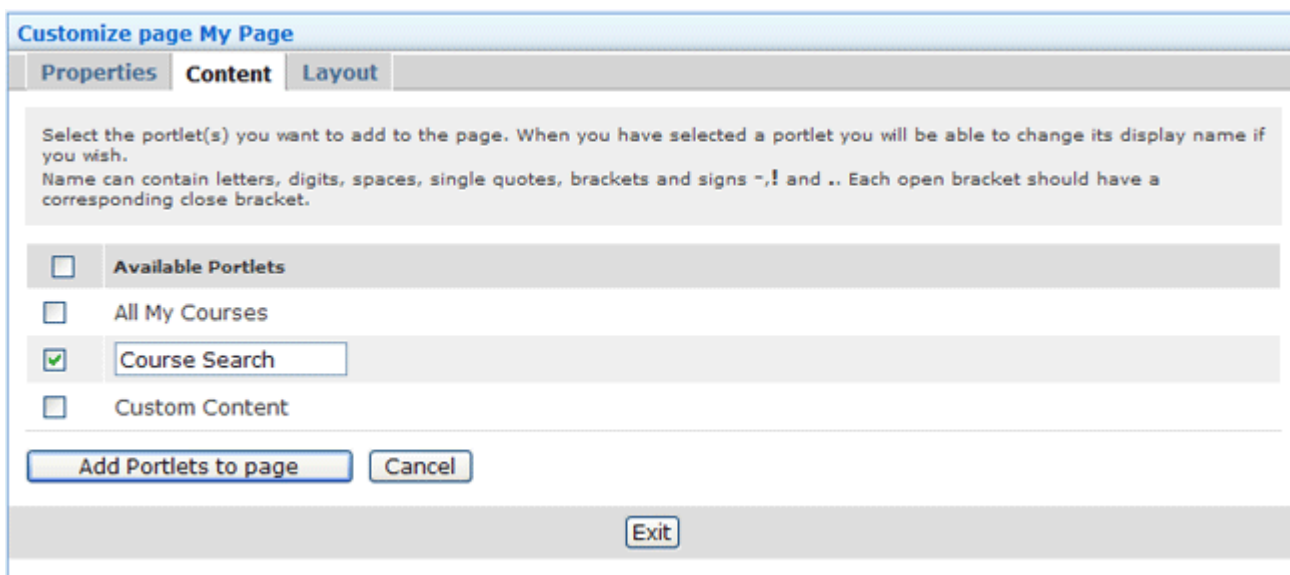 Customize page My Page
Properties Content Layout
Select the portlet(s) you want to add to the page. When you have selected a portlet you will be able to change its display name if
you wish.
Name can contain letters, digits, spaces, single quotes, brackets and signs -,! and .. Each open bracket should have a
corresponding close bracket.
Available Portlets
All My Courses
Course Search
Custom Content
Add Portlets to page Cancel
Exit